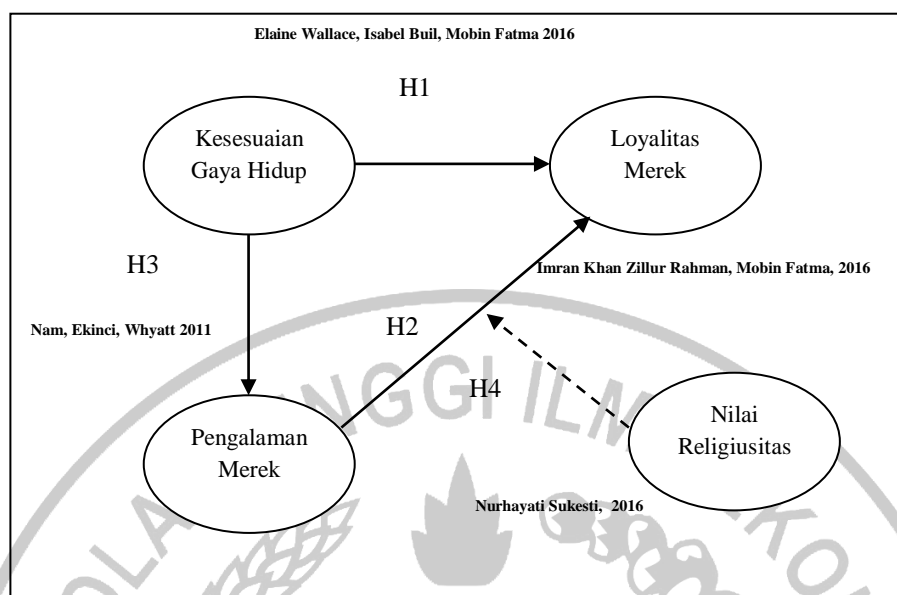 Elaine Wallace, Isabel Buil, Mobin Fatma 2016
H1
Kesesuaian
Gaya Hidup
Loyalitas
Merek
H3
Imran Khan Zillur Rahman, Mobin Fatma, 2016
Nam, Ekinci, Whyatt 2011
H2
H4
Pengalaman
Merek
Nilai
Religiusitas
Nurhayati Sukesti, 2016